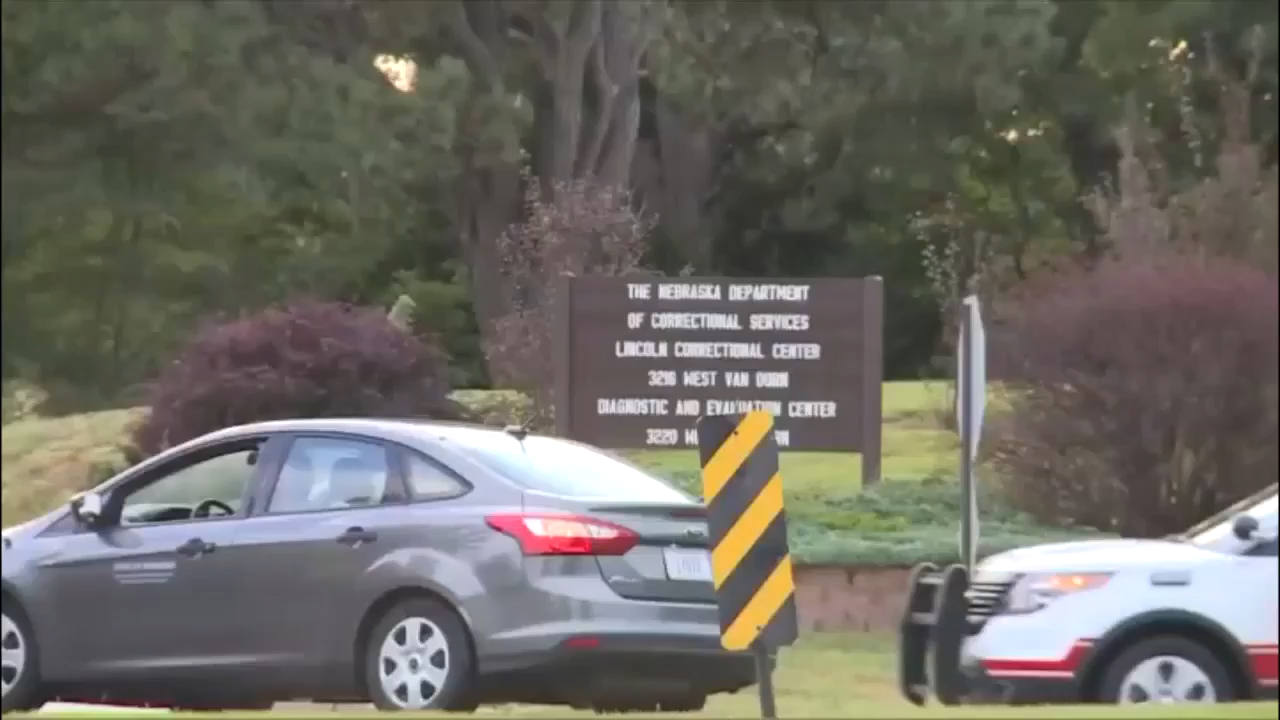 THE NEBRASKA DEPARTMENT
OF CORRECTIONAL SERVICES
LINCOLN CORRECTIONAL CENTER
3216 WEST VAN DORN
DIAGNOSTIC AND EVALUATION CENTER
3220